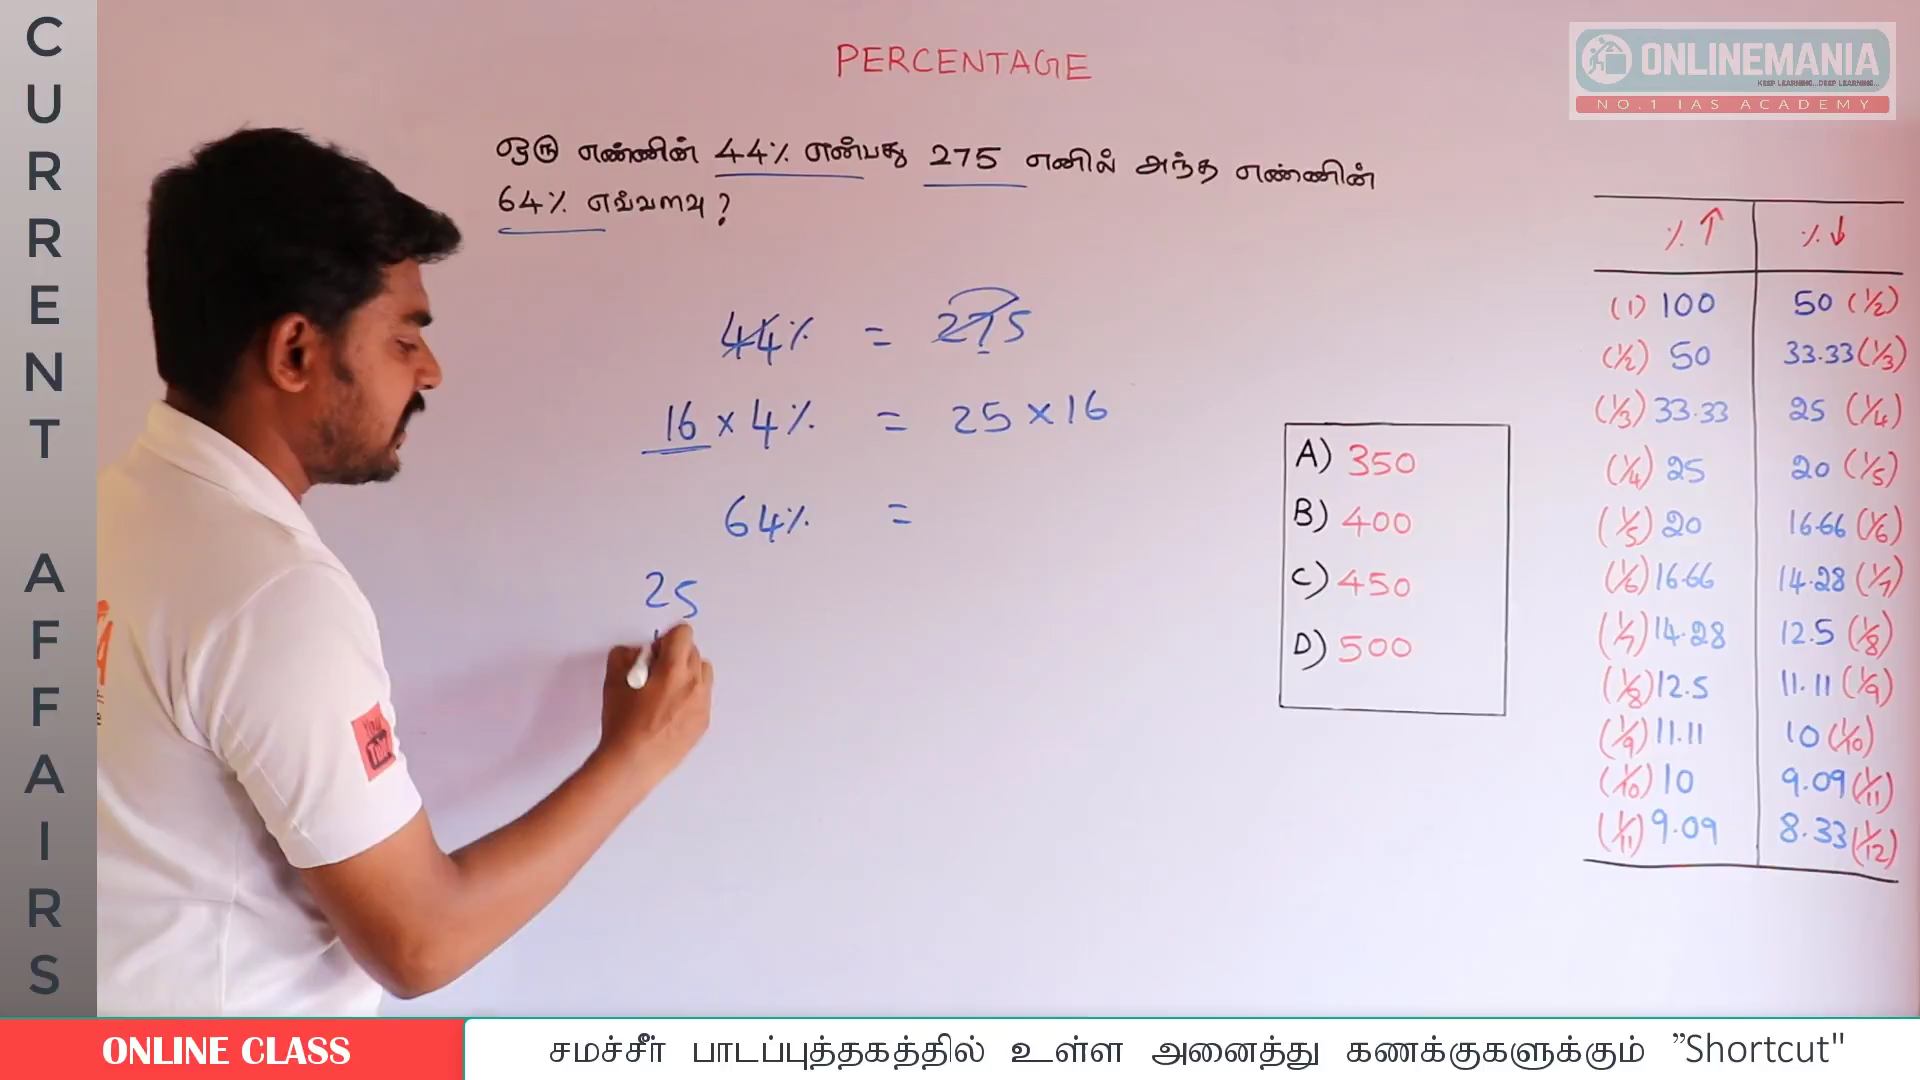 CURRENT AFFAIRS
PERCENTAGE
ONLINEMANIA
KEEP LEARNING...DEEP LEARNING...
NO.1 IAS ACADEMY
ஒரு எண்ணின் 44% என்பது 275 எனில் அந்த எண்ணின்
64% எவ்வளவு?
44% = 275
16 × 4% = 25 × 16
64% =
25
A) 350
B) 400
C) 450
D) 500
% ↑ % ↓
(1) 100 50 (1/2)
(1/2) 50 33.33 (1/3)
(1/3) 33.33 25 (1/4)
(1/4) 25 20 (1/5)
(1/5) 20 16.66 (1/6)
(1/6) 16.66 14.28 (1/7)
(1/7) 14.28 12.5 (1/8)
(1/8) 12.5 11.11 (1/9)
(1/9) 11.11 10 (1/10)
(1/10) 10 9.09 (1/11)
(1/11) 9.09 8.33 (1/12)
ONLINE CLASS
சமச்சீர் பாடப்புத்தகத்தில் உள்ள அனைத்து கணக்குகளுக்கும் "Shortcut"